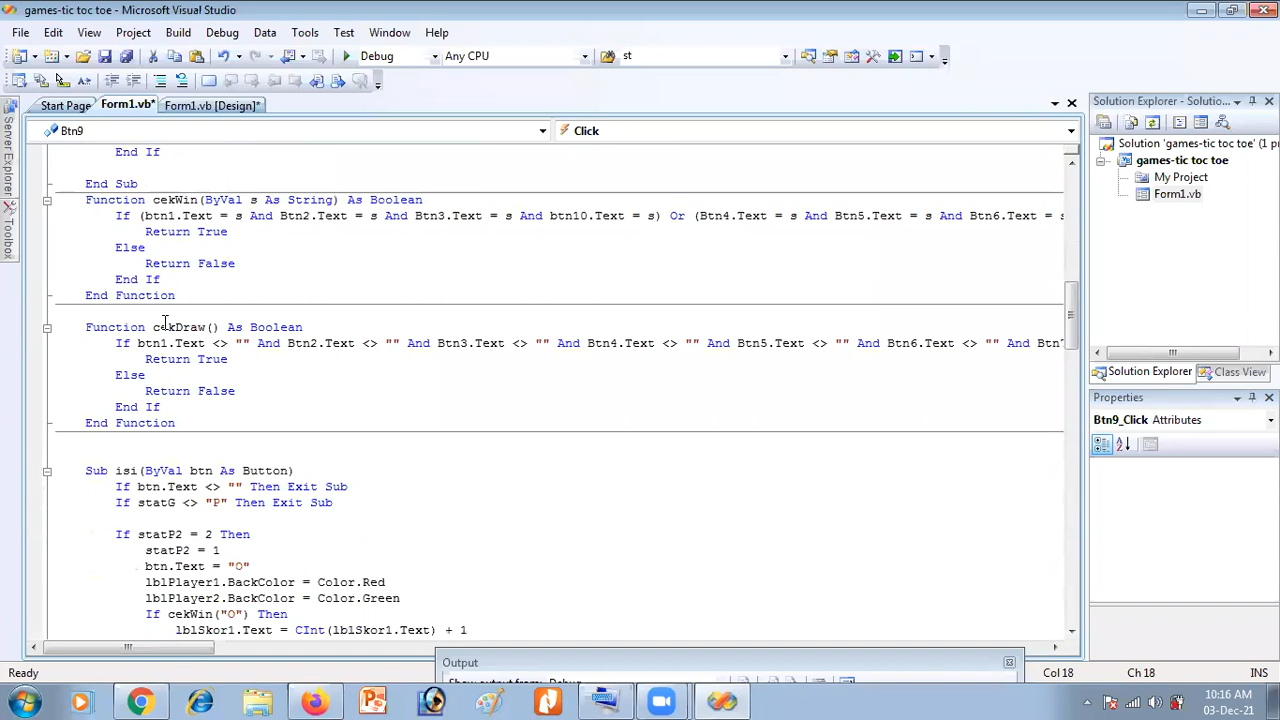 games-tic toc toe - Microsoft Visual Studio
File Edit View Project Build Debug Data Tools Test Window Help
Debug Any CPU st
Start Page Form1.vb* Form1.vb [Design]*
Btn9 Click
End If
End Sub
Function cekWin(ByVal s As String) As Boolean
If (btn1.Text = s And Btn2.Text = s And Btn3.Text = s And btn10.Text = s) Or (Btn4.Text = s And Btn5.Text = s And Btn6.Text = s
Return True
Else
Return False
End If
End Function
Function cekDraw() As Boolean
If btn1.Text <> "" And Btn2.Text <> "" And Btn3.Text <> "" And Btn4.Text <> "" And Btn5.Text <> "" And Btn6.Text <> "" And Btn7
Return True
Else
Return False
End If
End Function
Sub isi(ByVal btn As Button)
If btn.Text <> "" Then Exit Sub
If statG <> "P" Then Exit Sub
If statP2 = 2 Then
statP2 = 1
btn.Text = "O"
lblPlayer1.BackColor = Color.Red
lblPlayer2.BackColor = Color.Green
If cekWin("O") Then
lblSkor1.Text = CInt(lblSkor1.Text) + 1
Server Explorer
Toolbox
Solution Explorer - Solutio...
Solution 'games-tic toc toe' (1 p
games-tic toc toe
My Project
Form1.vb
Solution Explorer Class View
Properties
Btn9_Click Attributes
Output
Ready Col 18 Ch 18 INS
10:16 AM
03-Dec-21